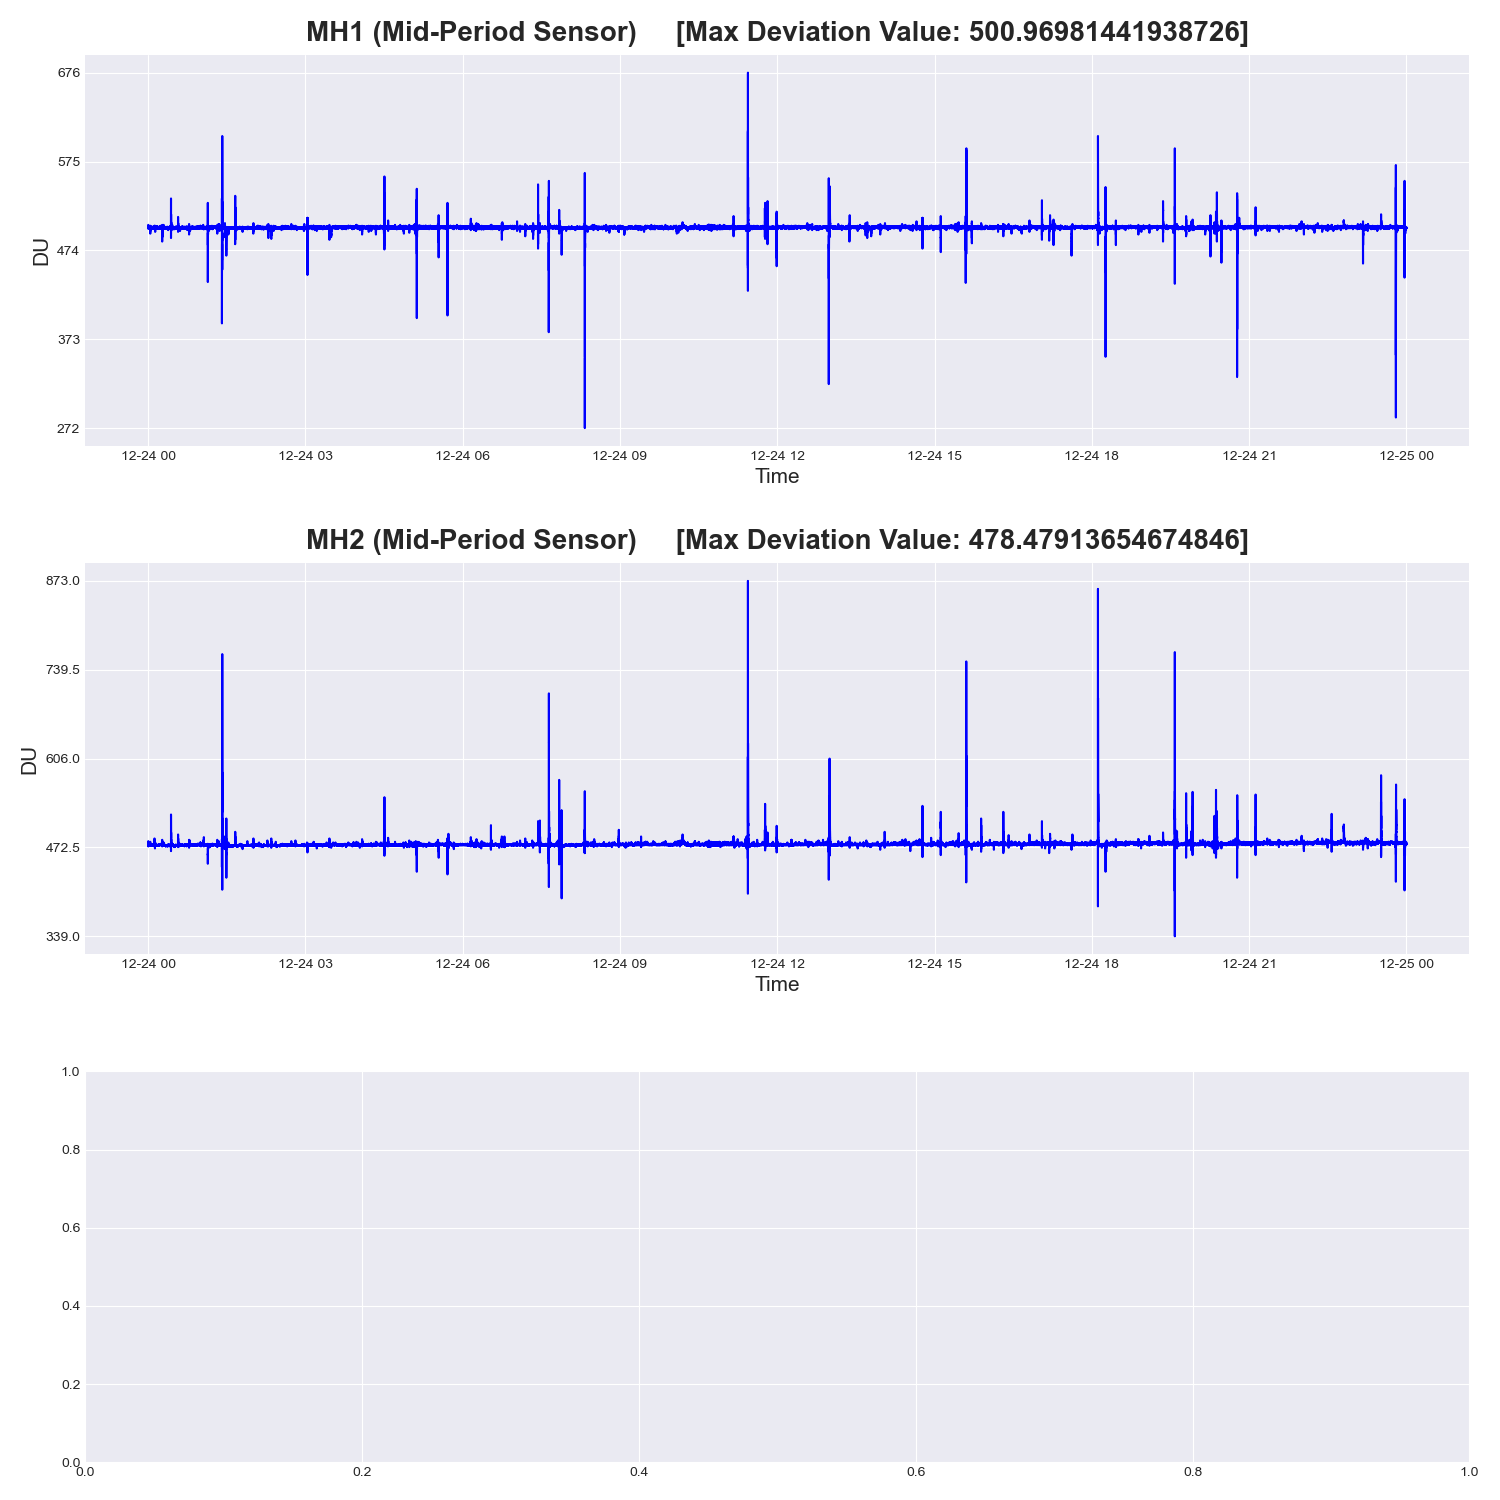 MH1 (Mid-Period Sensor) [Max Deviation Value: 500.96981441938726]
676
575
474
373
272
DU
12-24 00 12-24 03 12-24 06 12-24 09 12-24 12 12-24 15 12-24 18 12-24 21 12-25 00
Time
MH2 (Mid-Period Sensor) [Max Deviation Value: 478.47913654674846]
873.0
739.5
606.0
472.5
339.0
DU
12-24 00 12-24 03 12-24 06 12-24 09 12-24 12 12-24 15 12-24 18 12-24 21 12-25 00
Time
1.0
0.8
0.6
0.4
0.2
0.0
0.0 0.2 0.4 0.6 0.8 1.0